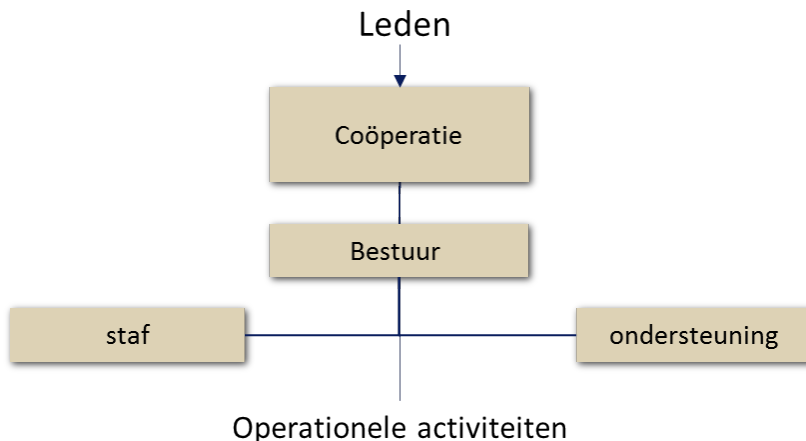 Leden
Coöperatie
Bestuur
staf
ondersteuning
Operationele activiteiten